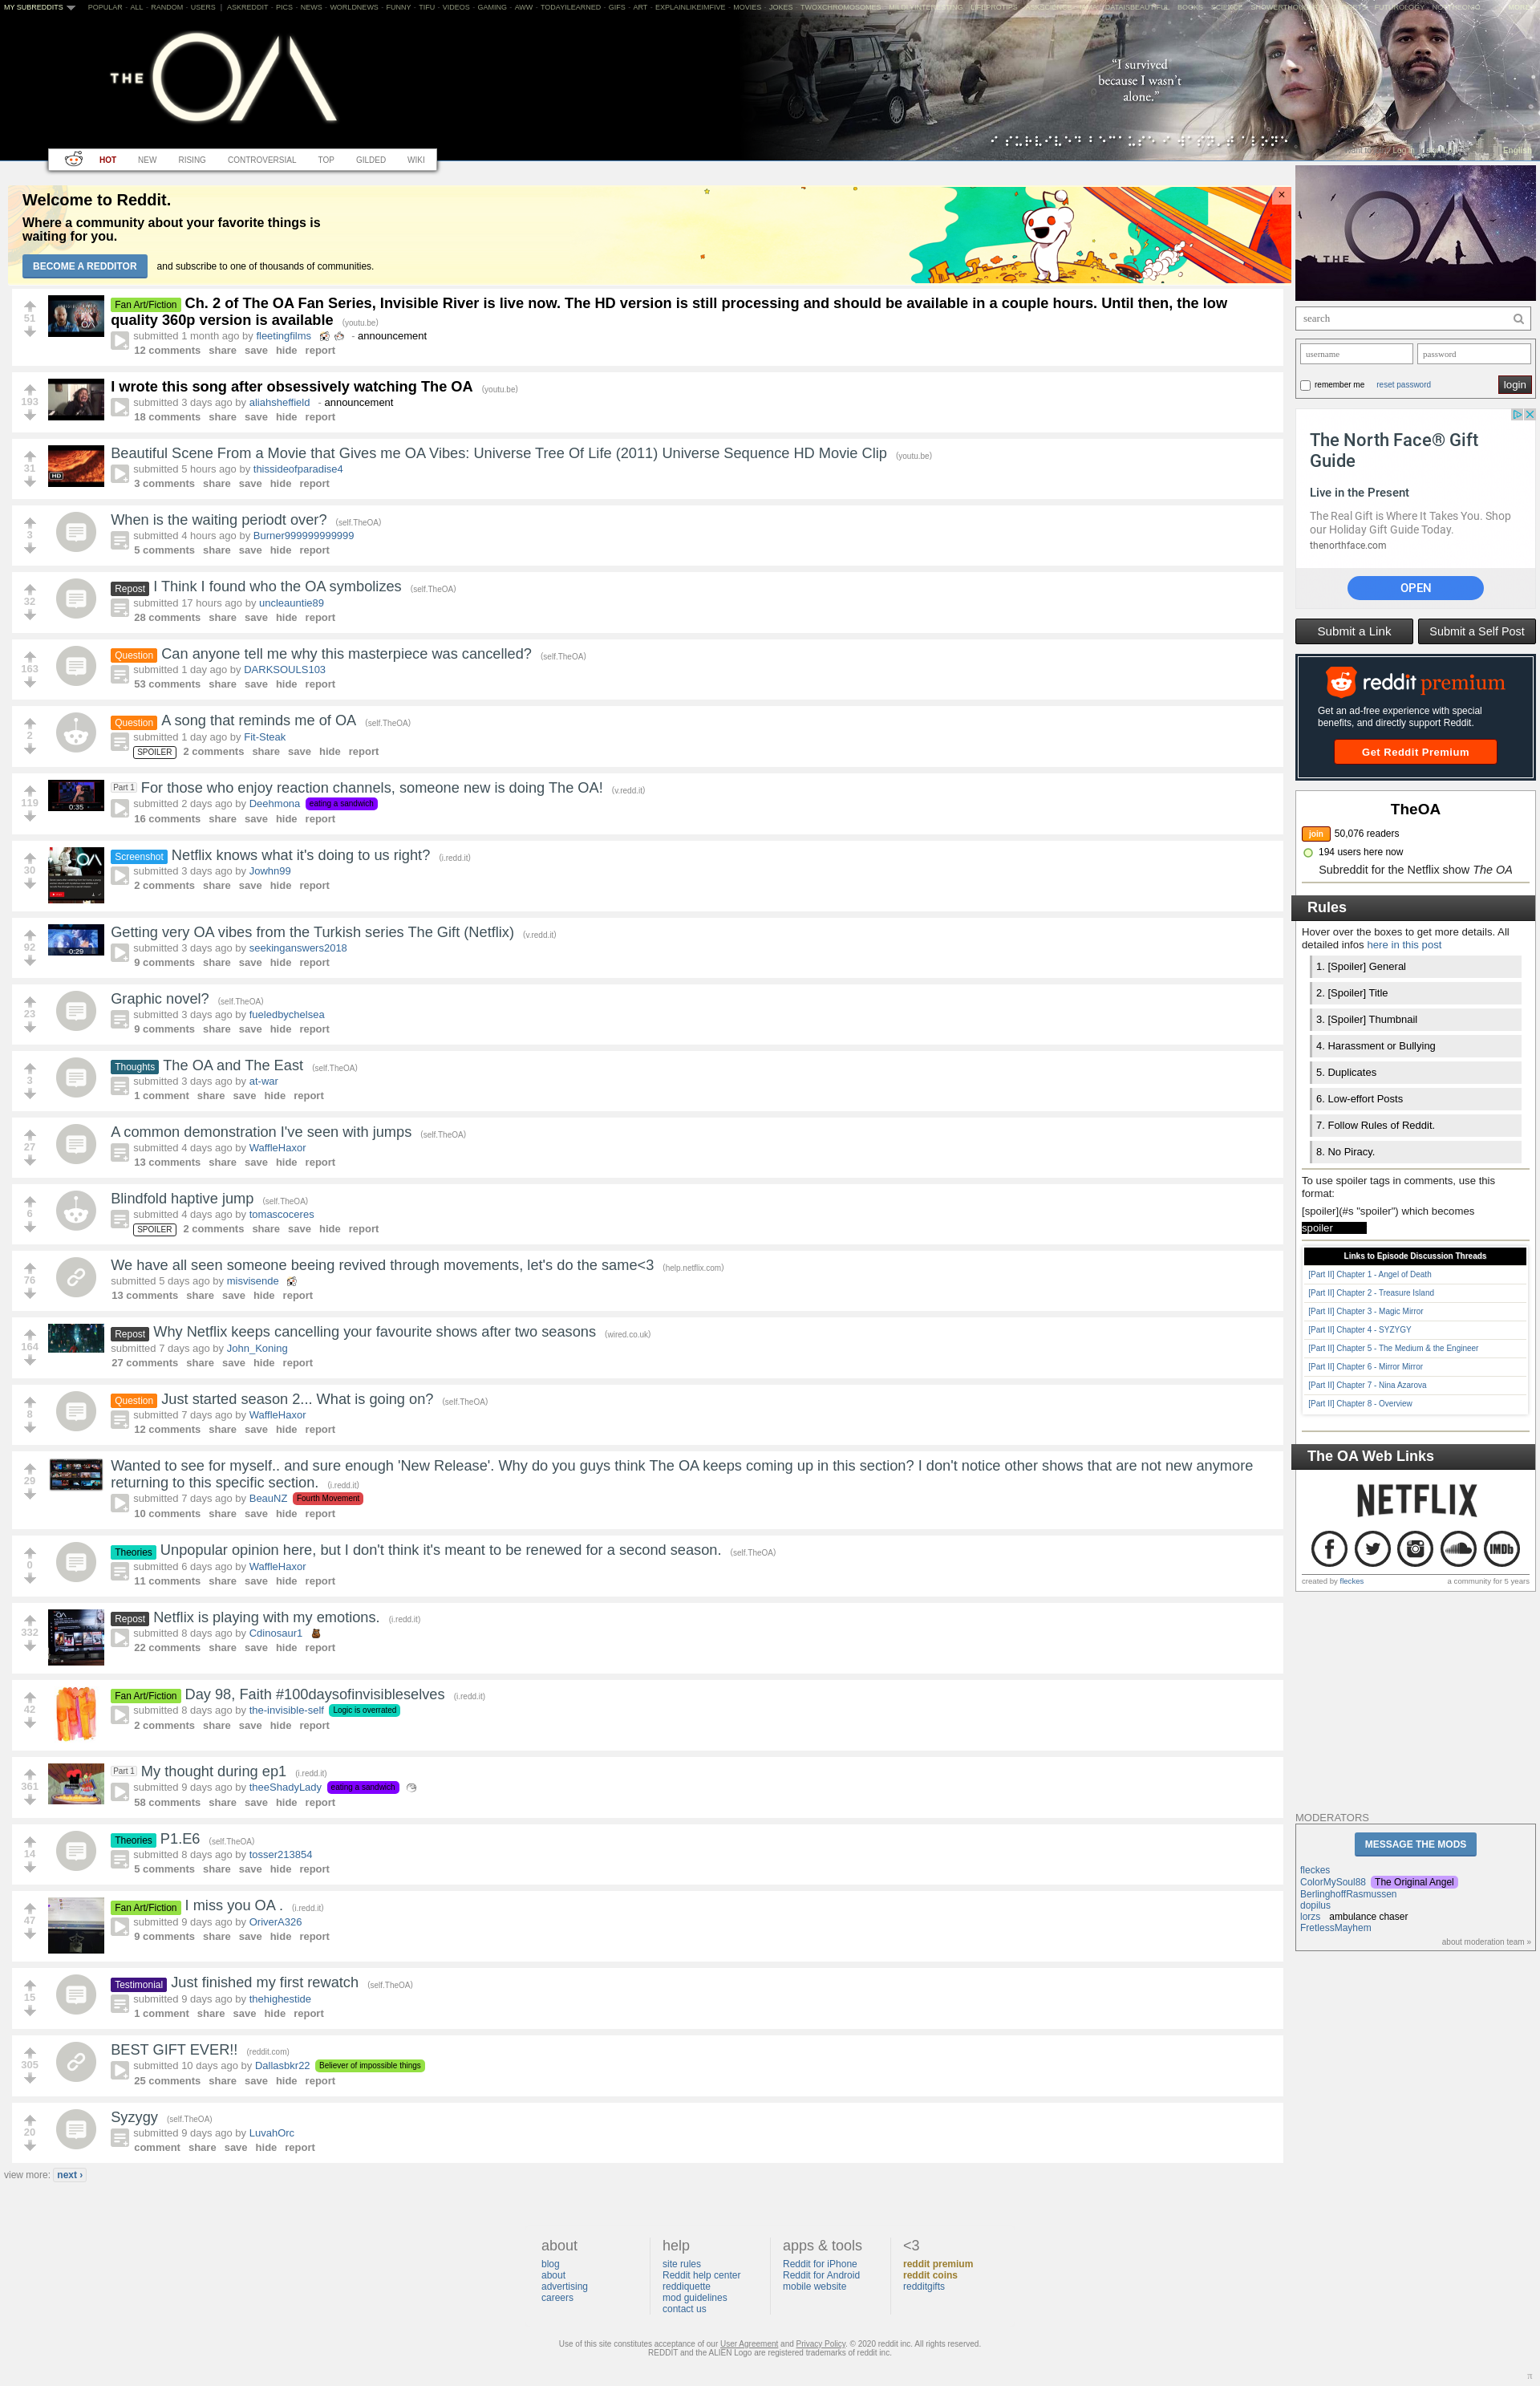 MY SUBREDDITS
POPULAR - ALL - RANDOM - USERS | ASKREDDIT - PICS - NEWS - WORLDNEWS - FUNNY - TIFU - VIDEOS - GAMING - AWW - TODAYILEARNED - GIFS - ART - EXPLAINLIKEIMFIVE - MOVIES - JOKES - TWOXCHROMOSOMES
THE OA
"I survived
because I wasn't
alone."
HOT NEW RISING CONTROVERSIAL TOP GILDED WIKI
English
Welcome to Reddit.
Where a community about your favorite things is
waiting for you.
BECOME A REDDITOR and subscribe to one of thousands of communities.
×
51
Fan Art/Fiction Ch. 2 of The OA Fan Series, Invisible River is live now. The HD version is still processing and should be available in a couple hours. Until then, the low
quality 360p version is available (youtu.be)
submitted 1 month ago by fleetingfilms - announcement
12 comments share save hide report
193
I wrote this song after obsessively watching The OA (youtu.be)
submitted 3 days ago by aliahsheffield - announcement
18 comments share save hide report
31
HD
Beautiful Scene From a Movie that Gives me OA Vibes: Universe Tree Of Life (2011) Universe Sequence HD Movie Clip (youtu.be)
submitted 5 hours ago by thissideofparadise4
3 comments share save hide report
3
When is the waiting periodt over? (self.TheOA)
submitted 4 hours ago by Burner999999999999
5 comments share save hide report
32
Repost I Think I found who the OA symbolizes (self.TheOA)
submitted 17 hours ago by uncleauntie89
28 comments share save hide report
163
Question Can anyone tell me why this masterpiece was cancelled? (self.TheOA)
submitted 1 day ago by DARKSOULS103
53 comments share save hide report
2
Question A song that reminds me of OA (self.TheOA)
submitted 1 day ago by Fit-Steak
SPOILER 2 comments share save hide report
119
0:35
Part 1 For those who enjoy reaction channels, someone new is doing The OA! (v.redd.it)
submitted 2 days ago by Deehmona eating a sandwich
16 comments share save hide report
30
Screenshot Netflix knows what it's doing to us right? (i.redd.it)
submitted 3 days ago by Jowhn99
2 comments share save hide report
92
0:29
Getting very OA vibes from the Turkish series The Gift (Netflix) (v.redd.it)
submitted 3 days ago by seekinganswers2018
9 comments share save hide report
23
Graphic novel? (self.TheOA)
submitted 3 days ago by fueledbychelsea
9 comments share save hide report
3
Thoughts The OA and The East (self.TheOA)
submitted 3 days ago by at-war
1 comment share save hide report
27
A common demonstration I've seen with jumps (self.TheOA)
submitted 4 days ago by WaffleHaxor
13 comments share save hide report
6
Blindfold haptive jump (self.TheOA)
submitted 4 days ago by tomascoceres
SPOILER 2 comments share save hide report
76
We have all seen someone beeing revived through movements, let's do the same<3 (help.netflix.com)
submitted 5 days ago by misvisende
13 comments share save hide report
164
Repost Why Netflix keeps cancelling your favourite shows after two seasons (wired.co.uk)
submitted 7 days ago by John_Koning
27 comments share save hide report
8
Question Just started season 2... What is going on? (self.TheOA)
submitted 7 days ago by WaffleHaxor
12 comments share save hide report
29
Wanted to see for myself.. and sure enough 'New Release'. Why do you guys think The OA keeps coming up in this section? I don't notice other shows that are not new anymore
returning to this specific section. (i.redd.it)
submitted 7 days ago by BeauNZ Fourth Movement
10 comments share save hide report
0
Theories Unpopular opinion here, but I don't think it's meant to be renewed for a second season. (self.TheOA)
submitted 6 days ago by WaffleHaxor
11 comments share save hide report
332
Repost Netflix is playing with my emotions. (i.redd.it)
submitted 8 days ago by Cdinosaur1
22 comments share save hide report
42
Fan Art/Fiction Day 98, Faith #100daysofinvisibleselves (i.redd.it)
submitted 8 days ago by the-invisible-self Logic is overrated
2 comments share save hide report
361
Part 1 My thought during ep1 (i.redd.it)
submitted 9 days ago by theeShadyLady eating a sandwich
58 comments share save hide report
14
Theories P1.E6 (self.TheOA)
submitted 8 days ago by tosser213854
5 comments share save hide report
47
Fan Art/Fiction I miss you OA . (i.redd.it)
submitted 9 days ago by OriverA326
9 comments share save hide report
15
Testimonial Just finished my first rewatch (self.TheOA)
submitted 9 days ago by thehighestide
1 comment share save hide report
305
BEST GIFT EVER!! (reddit.com)
submitted 10 days ago by Dallasbkr22 Believer of impossible things
25 comments share save hide report
20
Syzygy (self.TheOA)
submitted 9 days ago by LuvahOrc
comment share save hide report
view more: next ›
THE OA
search
username password
remember me reset password login
The North Face® Gift
Guide
Live in the Present
The Real Gift is Where It Takes You. Shop
our Holiday Gift Guide Today.
thenorthface.com
OPEN
Submit a Link Submit a Self Post
reddit premium
Get an ad-free experience with special
benefits, and directly support Reddit.
Get Reddit Premium
TheOA
join 50,076 readers
194 users here now
Subreddit for the Netflix show The OA
Rules
Hover over the boxes to get more details. All
detailed infos here in this post
1. [Spoiler] General
2. [Spoiler] Title
3. [Spoiler] Thumbnail
4. Harassment or Bullying
5. Duplicates
6. Low-effort Posts
7. Follow Rules of Reddit.
8. No Piracy.
To use spoiler tags in comments, use this
format:
[spoiler](#s "spoiler") which becomes
spoiler
Links to Episode Discussion Threads
[Part II] Chapter 1 - Angel of Death
[Part II] Chapter 2 - Treasure Island
[Part II] Chapter 3 - Magic Mirror
[Part II] Chapter 4 - SYZYGY
[Part II] Chapter 5 - The Medium & the Engineer
[Part II] Chapter 6 - Mirror Mirror
[Part II] Chapter 7 - Nina Azarova
[Part II] Chapter 8 - Overview
The OA Web Links
NETFLIX
IMDb
created by fleckes a community for 5 years
MODERATORS
MESSAGE THE MODS
fleckes
ColorMySoul88 The Original Angel
BerlinghoffRasmussen
dopilus
lorzs ambulance chaser
FretlessMayhem
about moderation team »
about
blog
about
advertising
careers
help
site rules
Reddit help center
reddiquette
mod guidelines
contact us
apps & tools
Reddit for iPhone
Reddit for Android
mobile website
<3
reddit premium
reddit coins
redditgifts
Use of this site constitutes acceptance of our User Agreement and Privacy Policy. © 2020 reddit inc. All rights reserved.
REDDIT and the ALIEN Logo are registered trademarks of reddit inc.
π